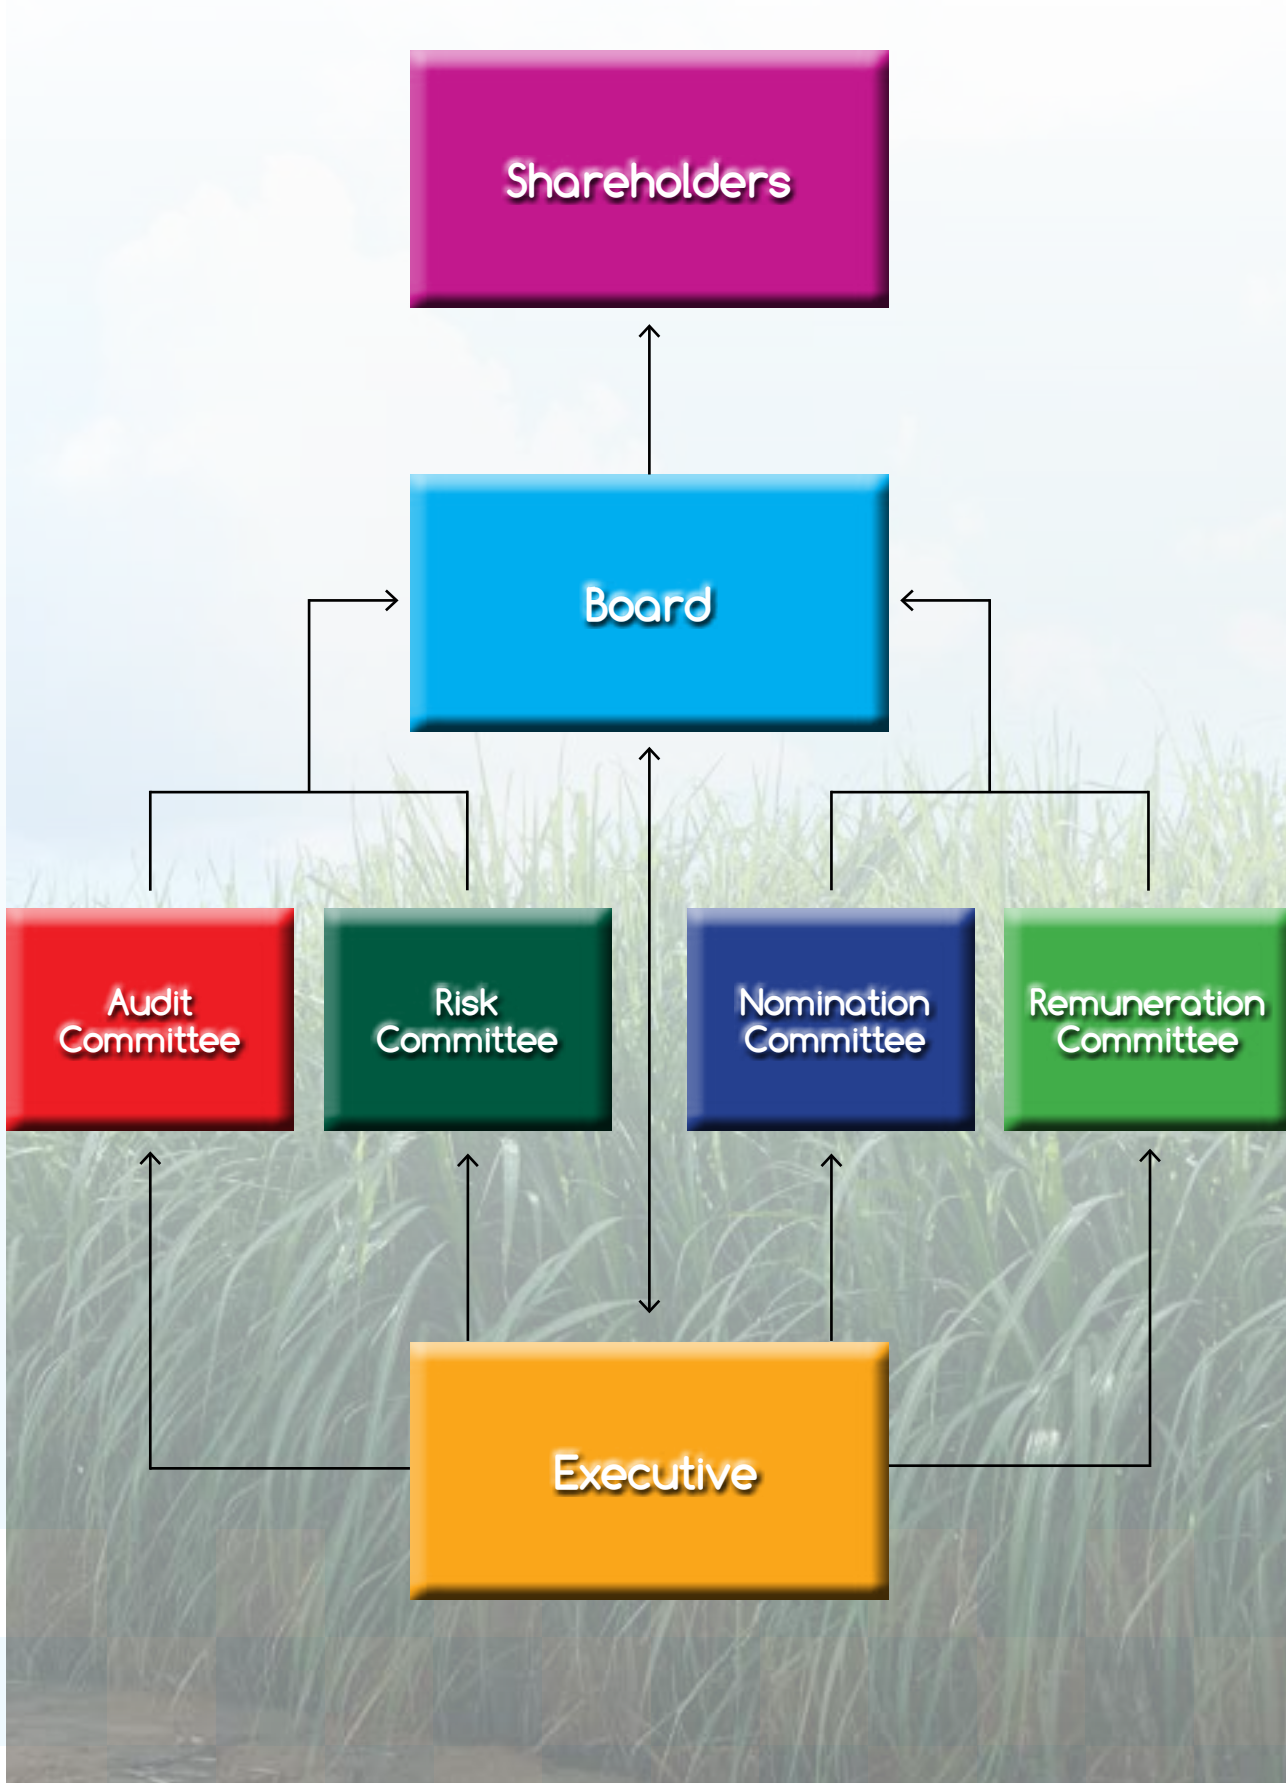 Shareholders
Board
Audit
Committee
Risk
Committee
Nomination
Committee
Remuneration
Committee
Executive